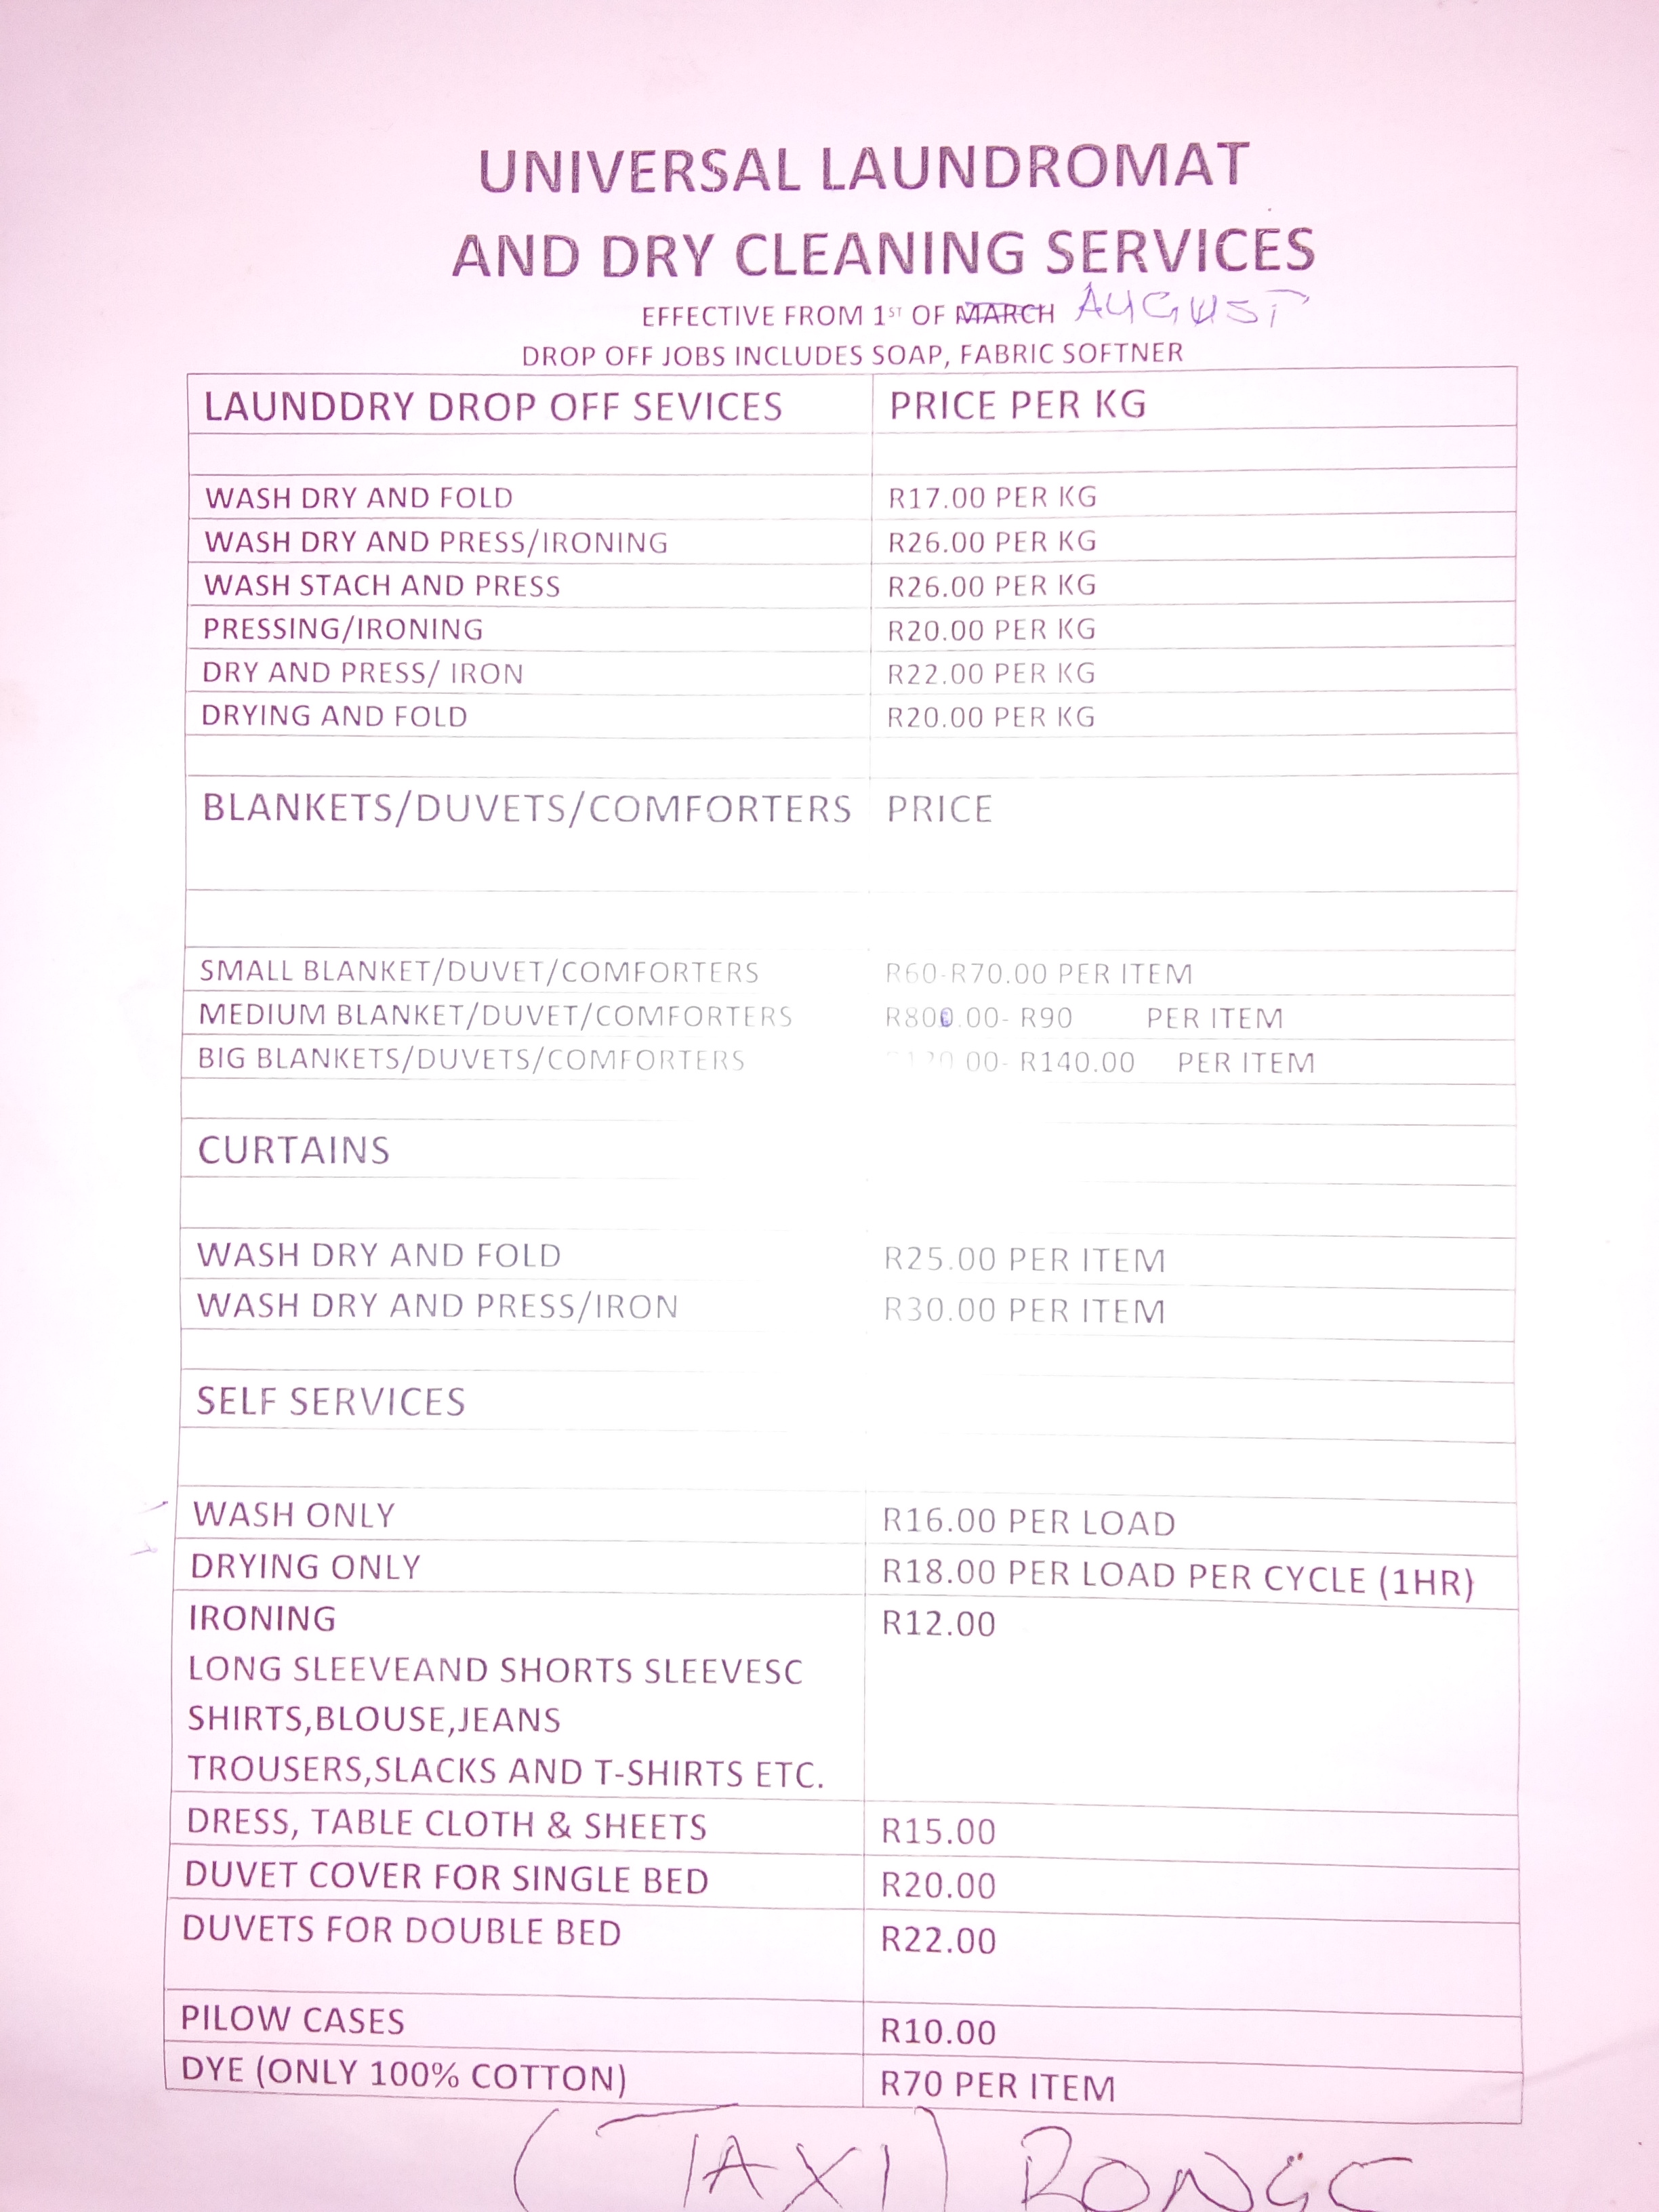 UNIVERSAL LAUNDROMAT
AND DRY CLEANING SERVICES
EFFECTIVE FROM 1ST OF MARCH AUGUST
DROP OFF JOBS INCLUDES SOAP, FABRIC SOFTNER
LAUNDDRY DROP OFF SEVICES PRICE PER KG
WASH DRY AND FOLD R17.00 PER KG
WASH DRY AND PRESS/IRONING R26.00 PER KG
WASH STACH AND PRESS R26.00 PER KG
PRESSING/IRONING R20.00 PER KG
DRY AND PRESS/ IRON R22.00 PER KG
DRYING AND FOLD R20.00 PER KG
BLANKETS/DUVETS/COMFORTERS PRICE
SMALL BLANKET/DUVET/COMFORTERS R60-R70.00 PER ITEM
MEDIUM BLANKET/DUVET/COMFORTERS R800.00- R90 PER ITEM
BIG BLANKETS/DUVETS/COMFORTERS R140.00 PER ITEM
CURTAINS
WASH DRY AND FOLD R25.00 PER ITEM
WASH DRY AND PRESS/IRON R30.00 PER ITEM
SELF SERVICES
WASH ONLY R16.00 PER LOAD
DRYING ONLY R18.00 PER LOAD PER CYCLE (1HR)
IRONING R12.00
LONG SLEEVEAND SHORTS SLEEVESC
SHIRTS,BLOUSE,JEANS
TROUSERS,SLACKS AND T-SHIRTS ETC.
DRESS, TABLE CLOTH & SHEETS R15.00
DUVET COVER FOR SINGLE BED R20.00
DUVETS FOR DOUBLE BED R22.00
PILOW CASES R10.00
DYE (ONLY 100% COTTON) R70 PER ITEM
(TAXI)